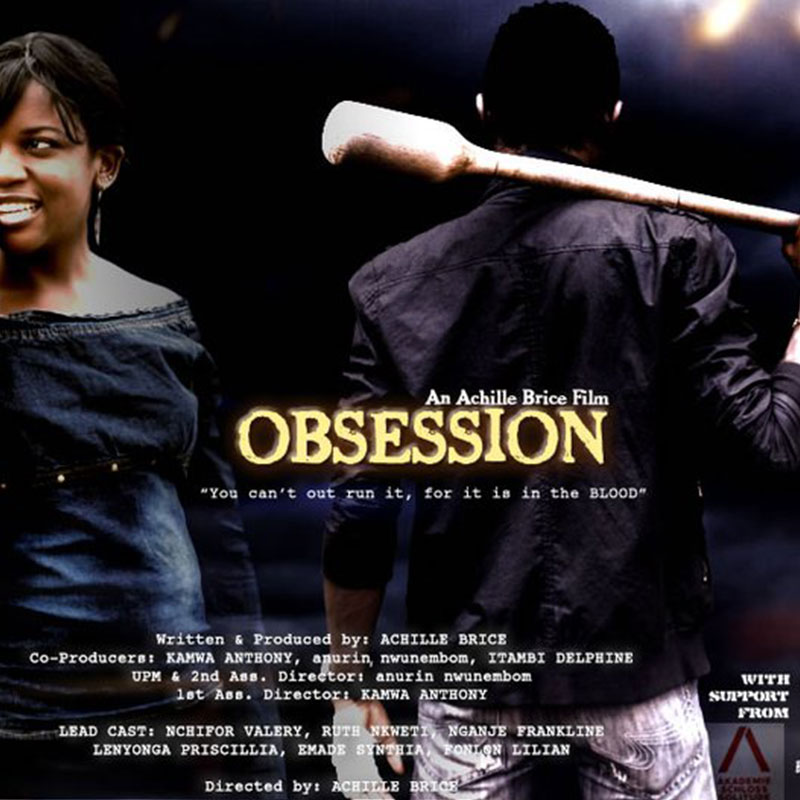 An Achille Brice Film
OBSESSION
"You can't out run it, for it is in the BLOOD"
Written & Produced by: ACHILLE BRICE
Co-Producers: KAMWA ANTHONY, anurin nwunembom, ITAMBI DELPHINE
UPM & 2nd Ass. Director: anurin nwunembom
1st Ass. Director: KAMWA ANTHONY
LEAD CAST: NCHIFOR VALERY, RUTH NKWETI, NGANJE FRANKLINE
LENYONGA PRISCILLIA, EMADE SYNTHIA, FONLON LILIAN
Directed by: ACHILLE BRICE
WITH
SUPPORT
FROM
AKADEMIE
SCHLOSS
SOLITUDE